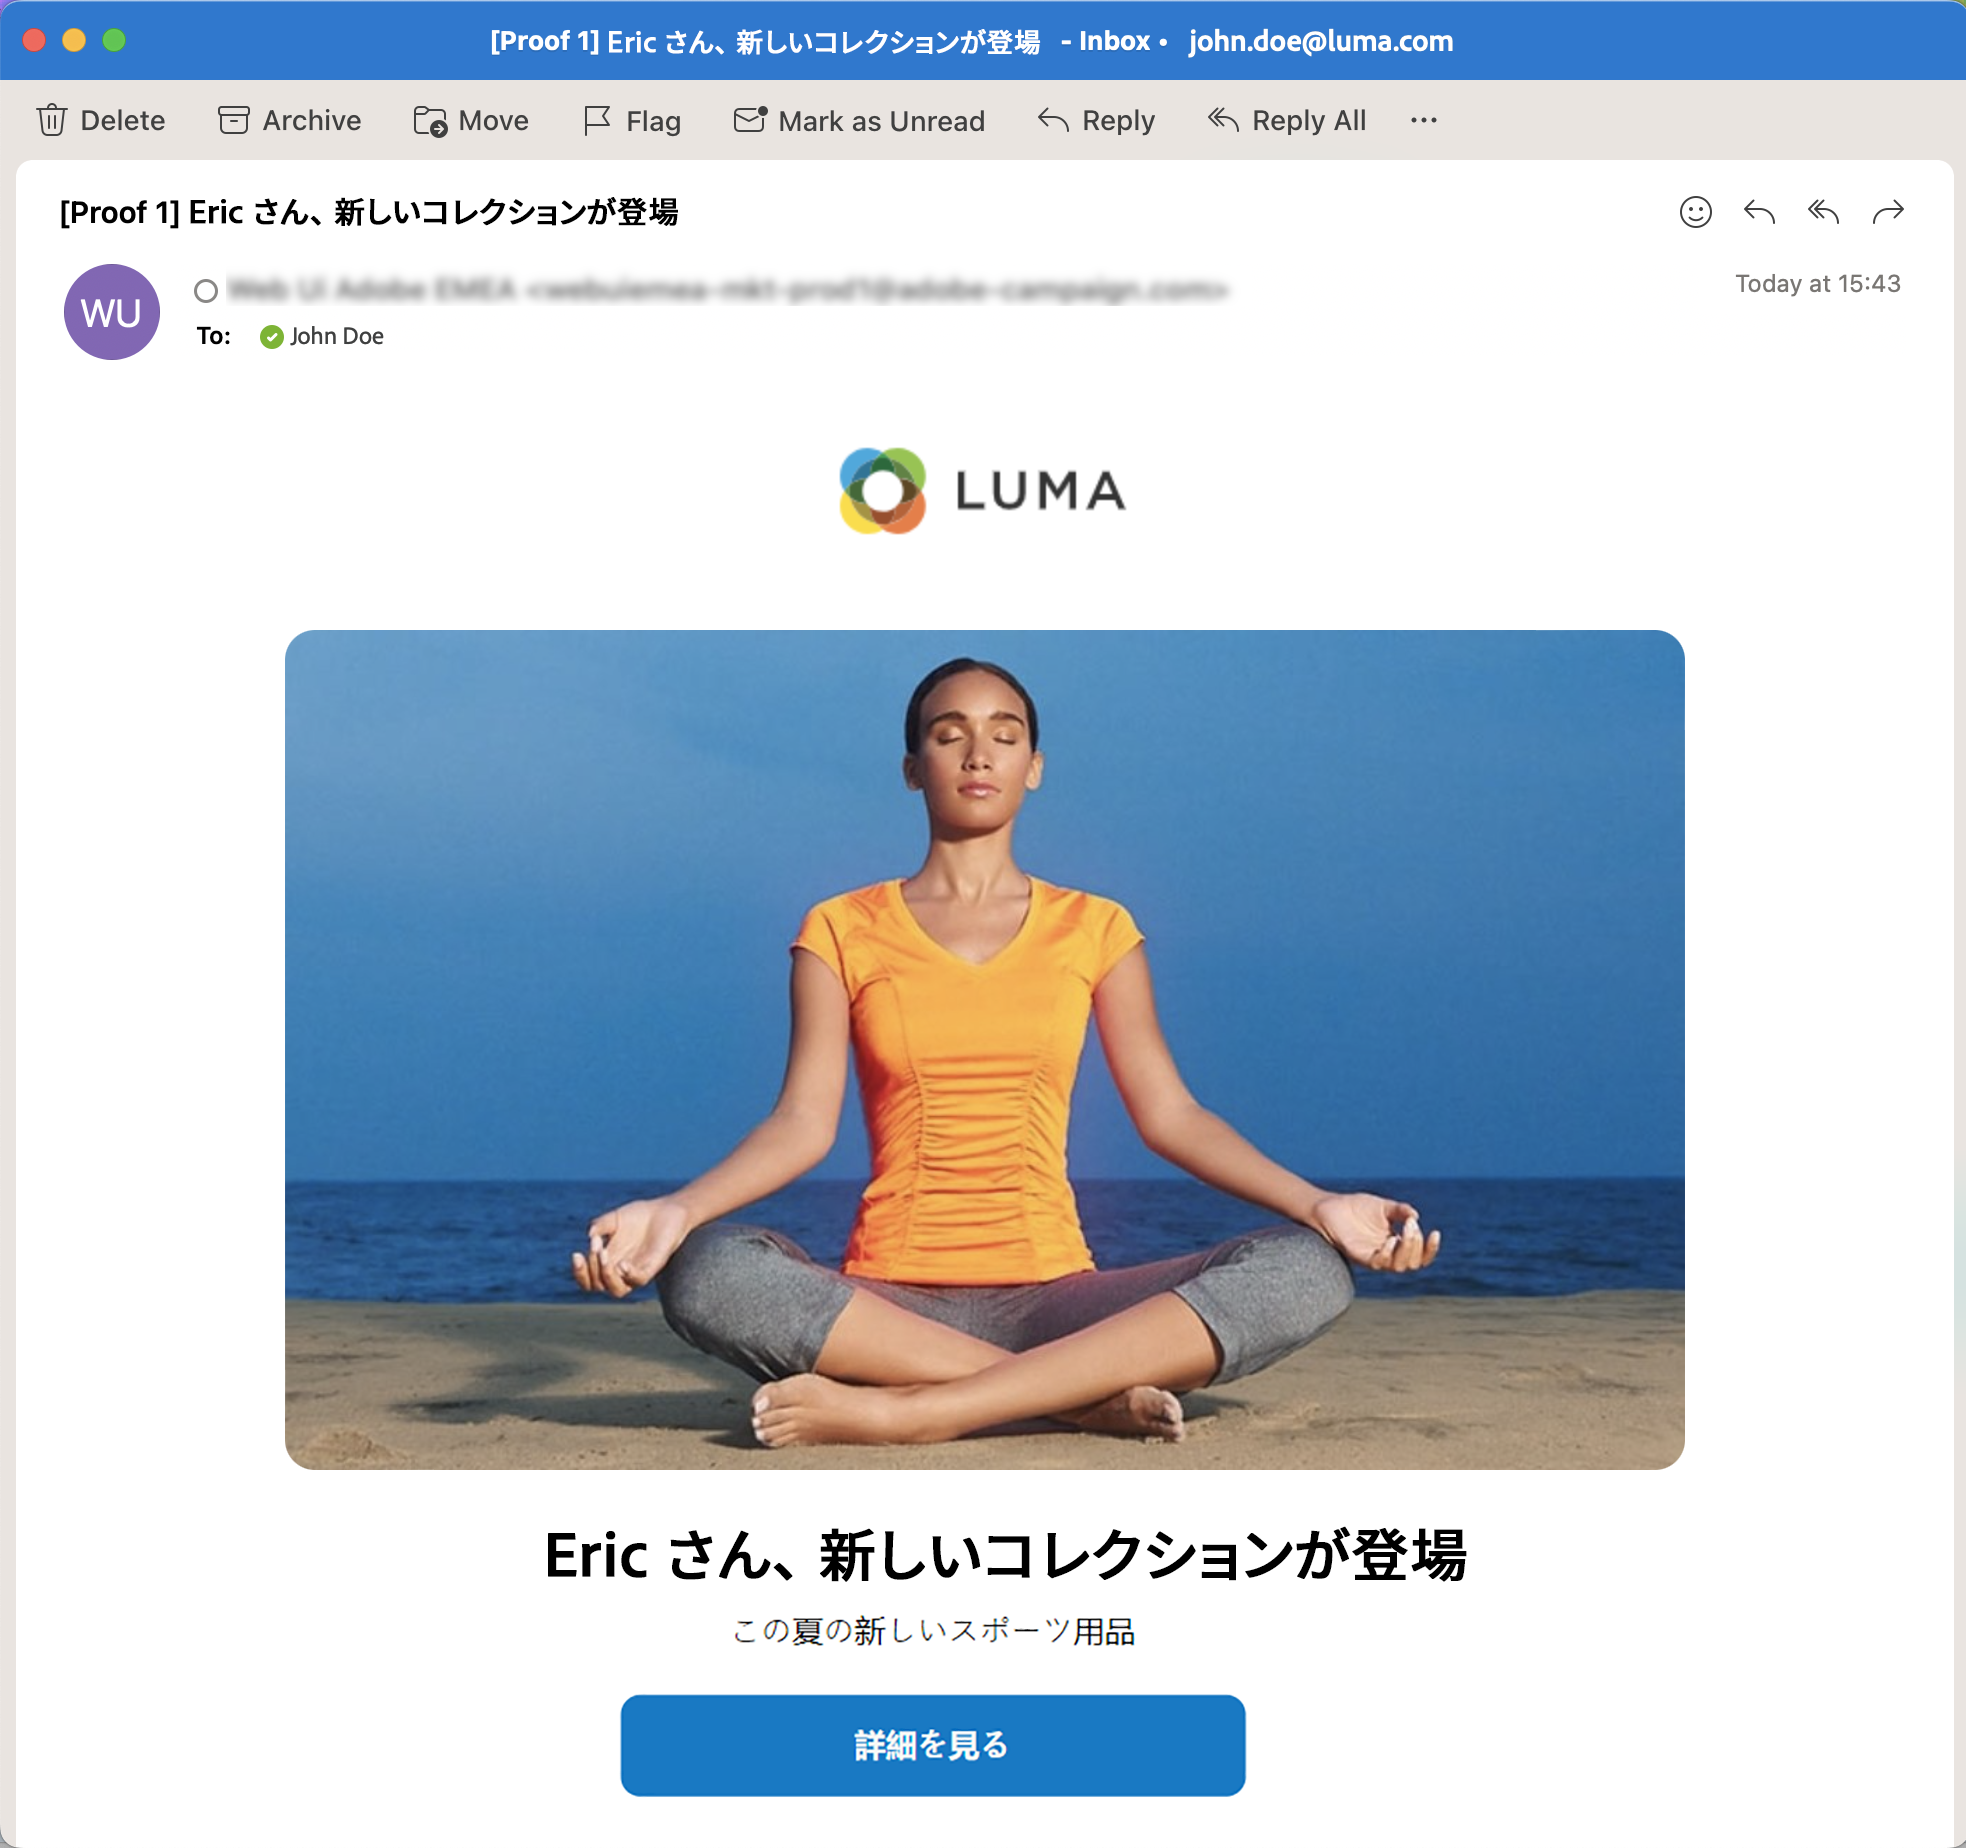 [Proof 1] Eric さん、新しいコレクションが登場 - Inbox • john.doe@luma.com
Delete Archive Move Flag Mark as Unread Reply Reply All ...
[Proof 1] Eric さん、新しいコレクションが登場
WU
Today at 15:43
To: John Doe
LUMA
Eric さん、新しいコレクションが登場
この夏の新しいスポーツ用品
詳細を見る